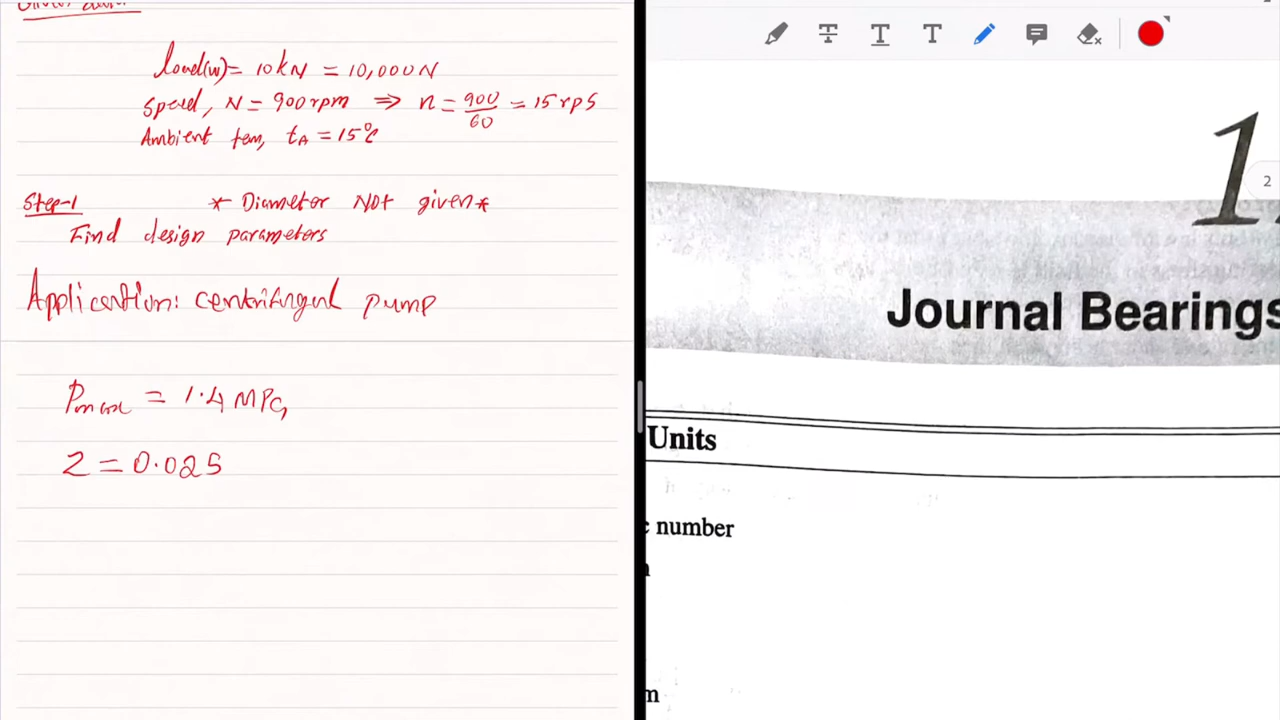 Load(w) = 10kN = 10,000N
Speed, N = 900rpm ⇒ n = 900/60 = 15rps
Ambient tem, tA = 15°C
Step-1 * Diameter Not given*
Find design parameters
Application: centrifugal pump
Pmax = 1.4 MPa
Z = 0.025
1
2
Journal Bearings
Units
number
m